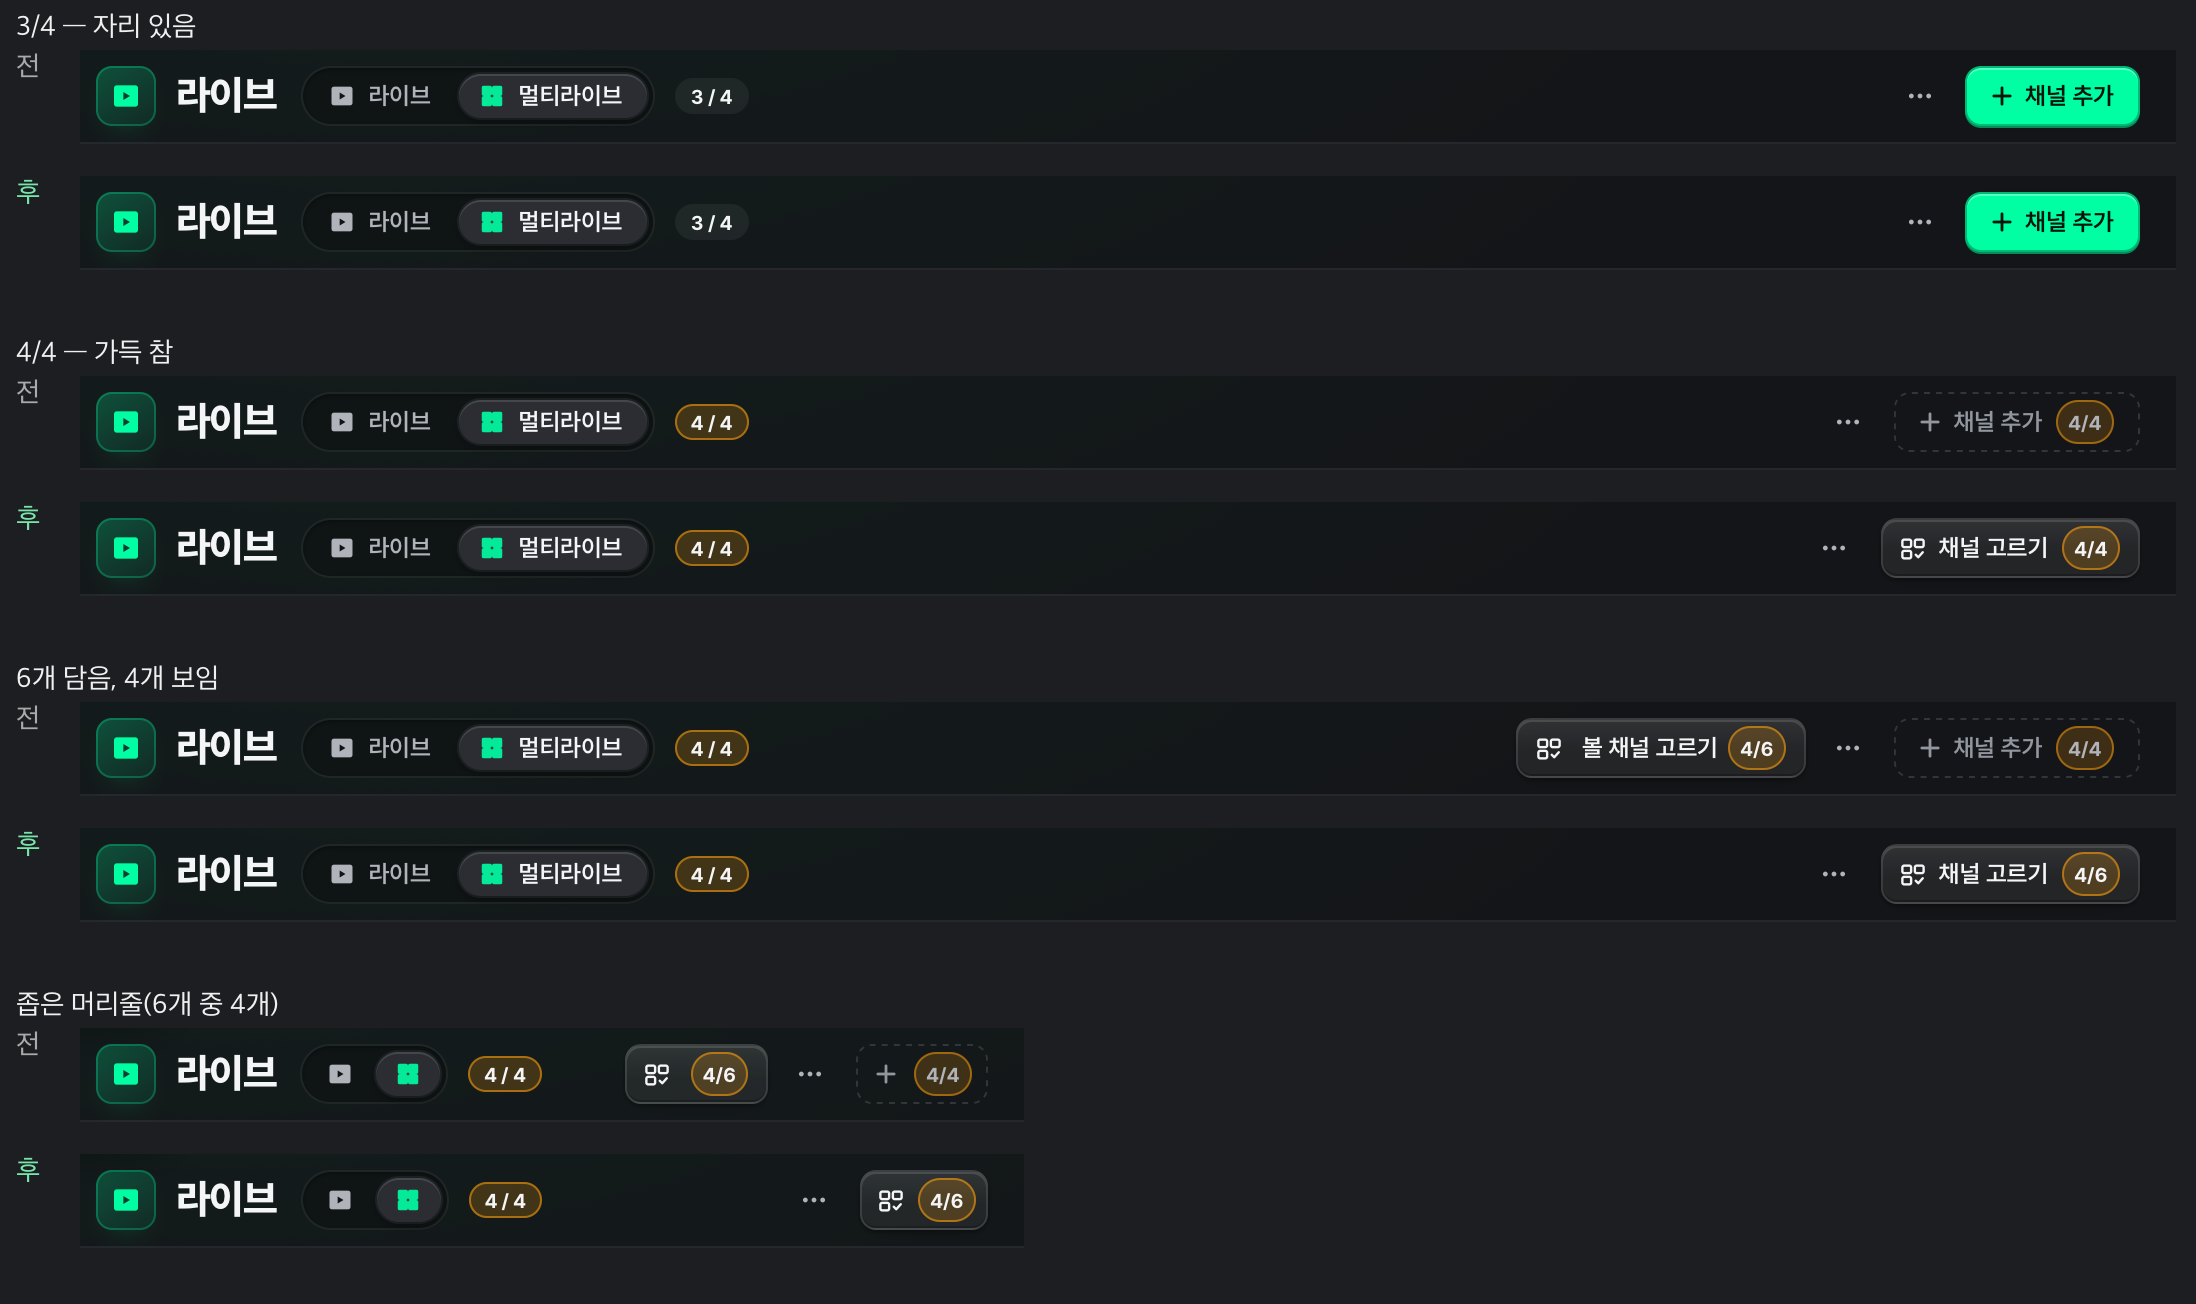 3/4 — 자리 있음
전
라이브 라이브 멀티라이브 3 / 4 ··· + 채널 추가
후
라이브 라이브 멀티라이브 3 / 4 ··· + 채널 추가
4/4 — 가득 참
전
라이브 라이브 멀티라이브 4 / 4 ··· + 채널 추가 4/4
후
라이브 라이브 멀티라이브 4 / 4 ··· 채널 고르기 4/4
6개 담음, 4개 보임
전
라이브 라이브 멀티라이브 4 / 4 볼 채널 고르기 4/6 ··· + 채널 추가 4/4
후
라이브 라이브 멀티라이브 4 / 4 ··· 채널 고르기 4/6
좁은 머리줄(6개 중 4개)
전
라이브 4 / 4 4/6 ··· + 4/4
후
라이브 4 / 4 ··· 4/6